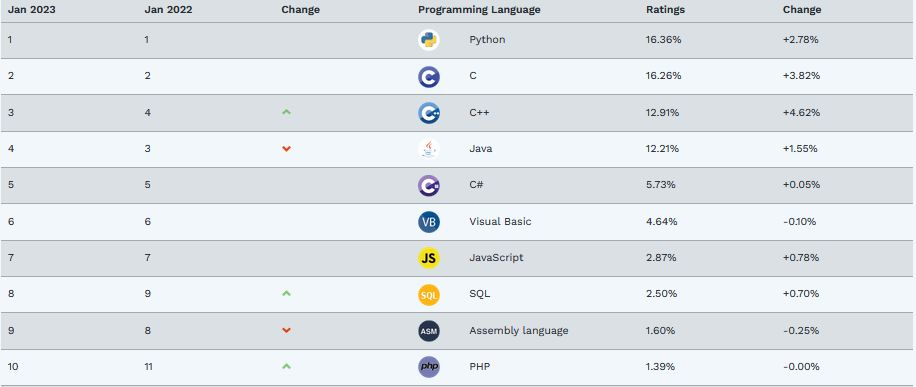 Jan 2023 Jan 2022 Change Programming Language Ratings Change
1 1 Python 16.36% +2.78%
2 2 C C 16.26% +3.82%
3 4 C++ C++ 12.91% +4.62%
4 3 Java 12.21% +1.55%
5 5 C C# 5.73% +0.05%
6 6 VB Visual Basic 4.64% -0.10%
7 7 JS JavaScript 2.87% +0.78%
8 9 SQL SQL 2.50% +0.70%
9 8 ASM Assembly language 1.60% -0.25%
10 11 php PHP 1.39% -0.00%